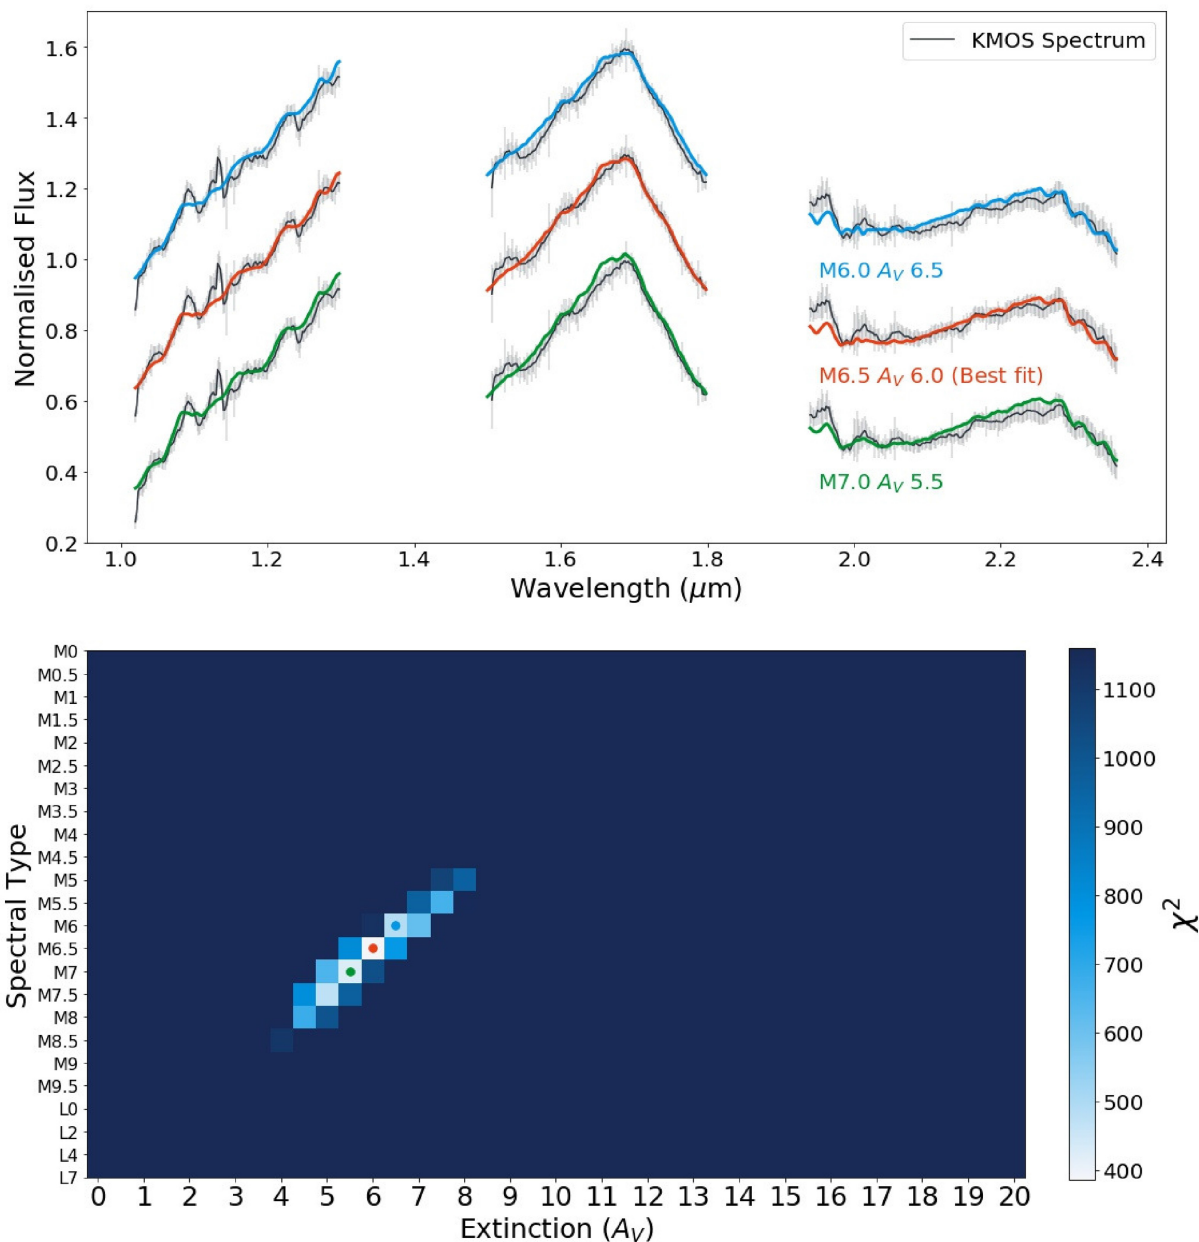 KMOS Spectrum
1.6
1.4
1.2
1.0
0.8
0.6
0.4
0.2
Normalised Flux
M6.0 A_V 6.5
M6.5 A_V 6.0 (Best fit)
M7.0 A_V 5.5
1.0 1.2 1.4 1.6 1.8 2.0 2.2 2.4
Wavelength (μm)
M0
M0.5
M1
M1.5
M2
M2.5
M3
M3.5
M4
M4.5
M5
M5.5
M6
M6.5
M7
M7.5
M8
M8.5
M9
M9.5
L0
L2
L4
L7
Spectral Type
0 1 2 3 4 5 6 7 8 9 10 11 12 13 14 15 16 17 18 19 20
Extinction (A_V)
1100
1000
900
800
700
600
500
400
χ²